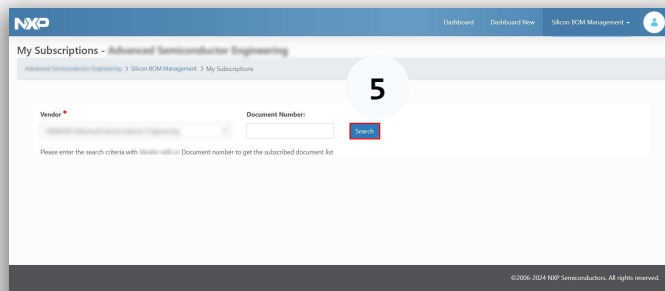 NXP
Dashboard Dashboard New Silicon BOM Management
My Subscriptions -
> Silicon BOM Management > My Subscriptions
5
Vendor * Document Number:
Search
Please enter the search criteria with Document number to get the subscribed document list
©2006-2024 NXP Semiconductors. All rights reserved.